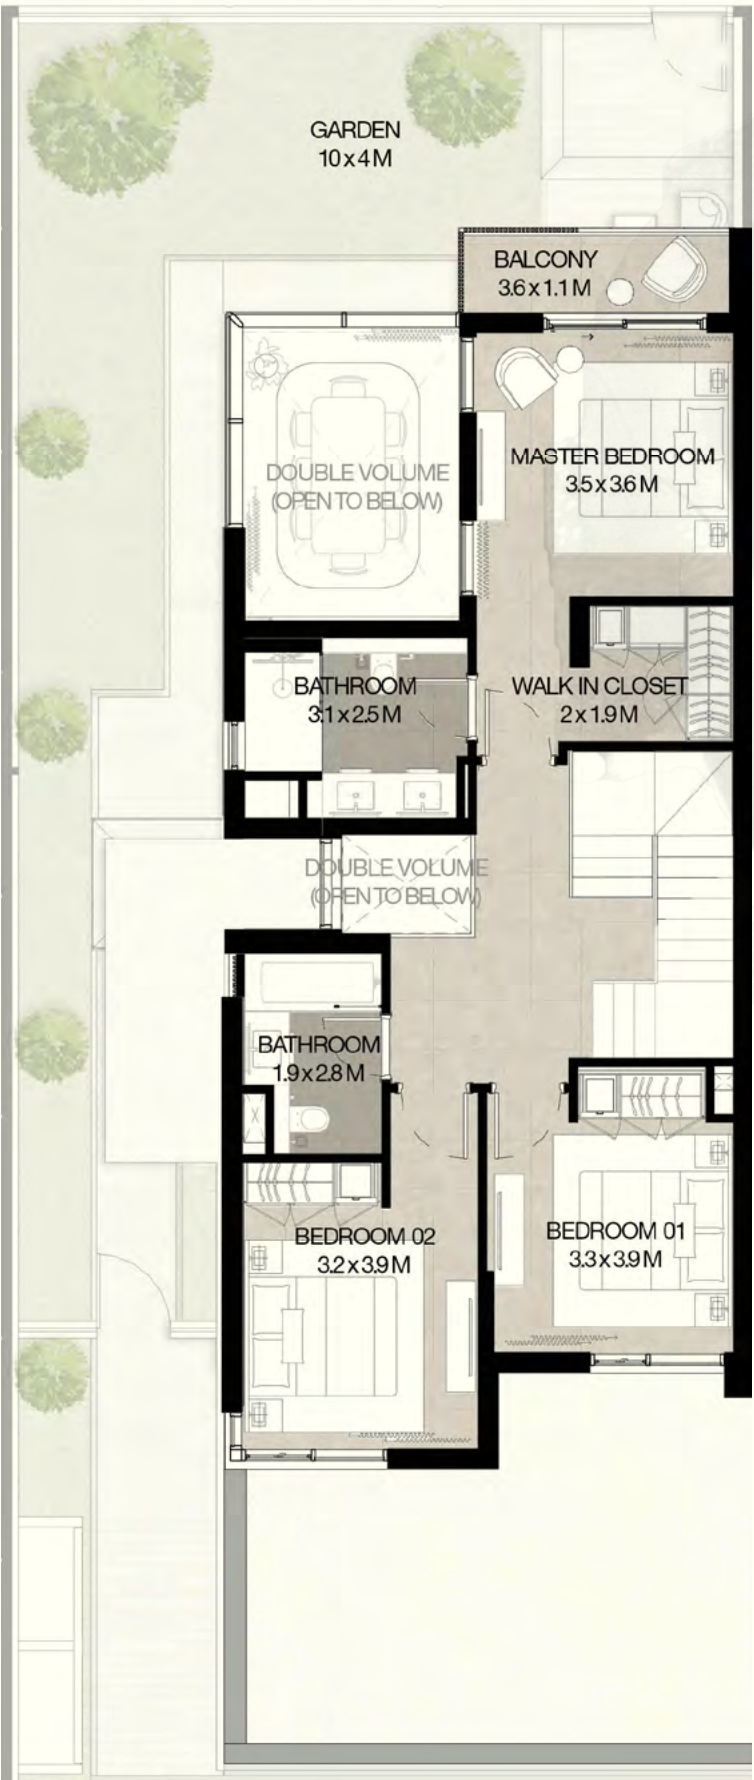 GARDEN
10 x 4 M
BALCONY
3.6 x 1.1 M
MASTER BEDROOM
3.5 x 3.6 M
DOUBLE VOLUME
(OPEN TO BELOW)
BATHROOM
3.1 x 2.5 M
WALK IN CLOSET
2 x 1.9 M
DOUBLE VOLUME
(OPEN TO BELOW)
BATHROOM
1.9 x 2.8 M
BEDROOM 02
3.2 x 3.9 M
BEDROOM 01
3.3 x 3.9 M